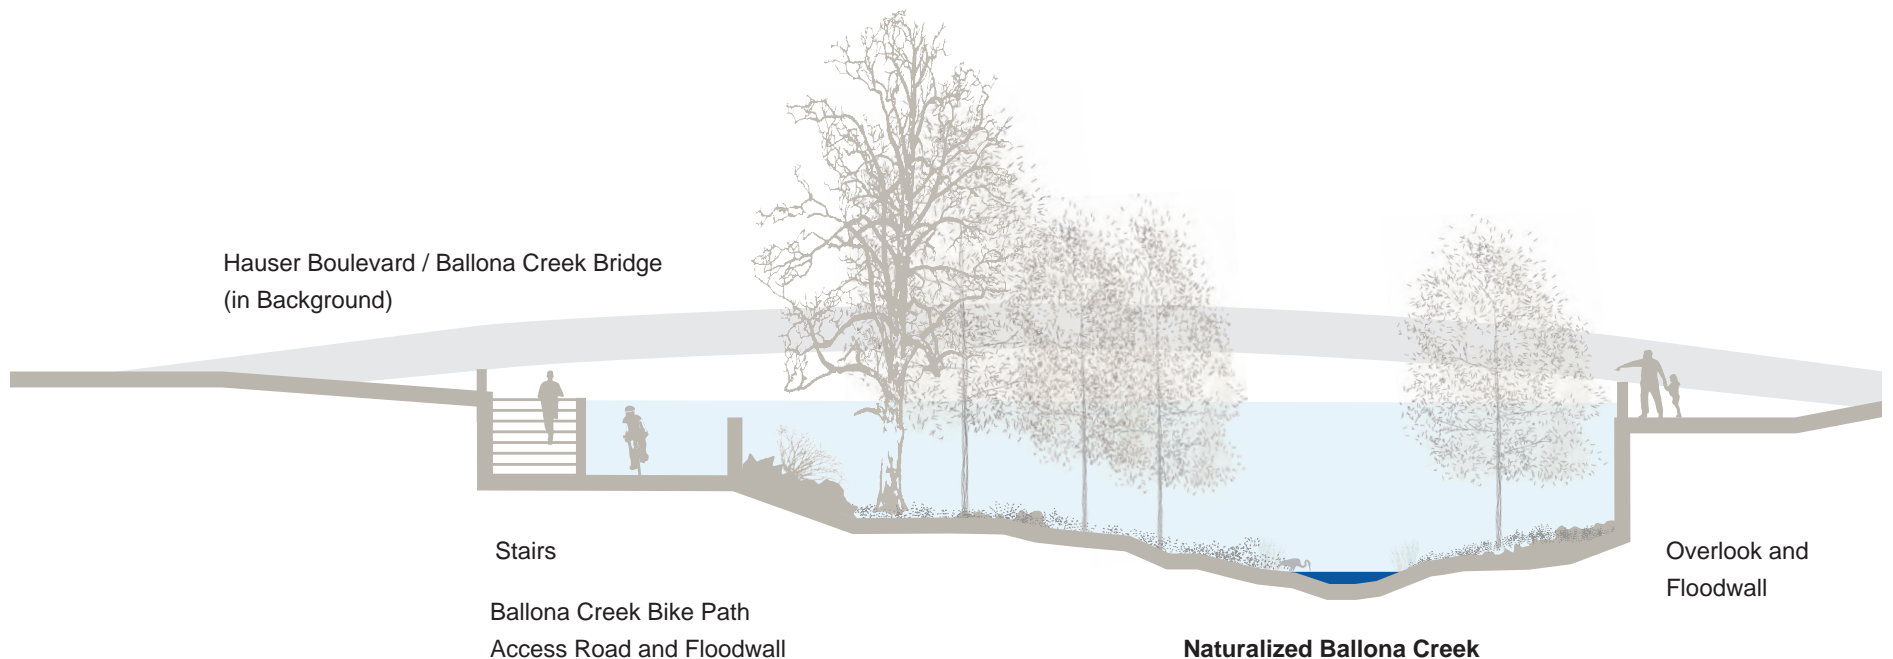 Hauser Boulevard / Ballona Creek Bridge
(in Background)
Stairs
Ballona Creek Bike Path
Access Road and Floodwall
Naturalized Ballona Creek
Overlook and
Floodwall